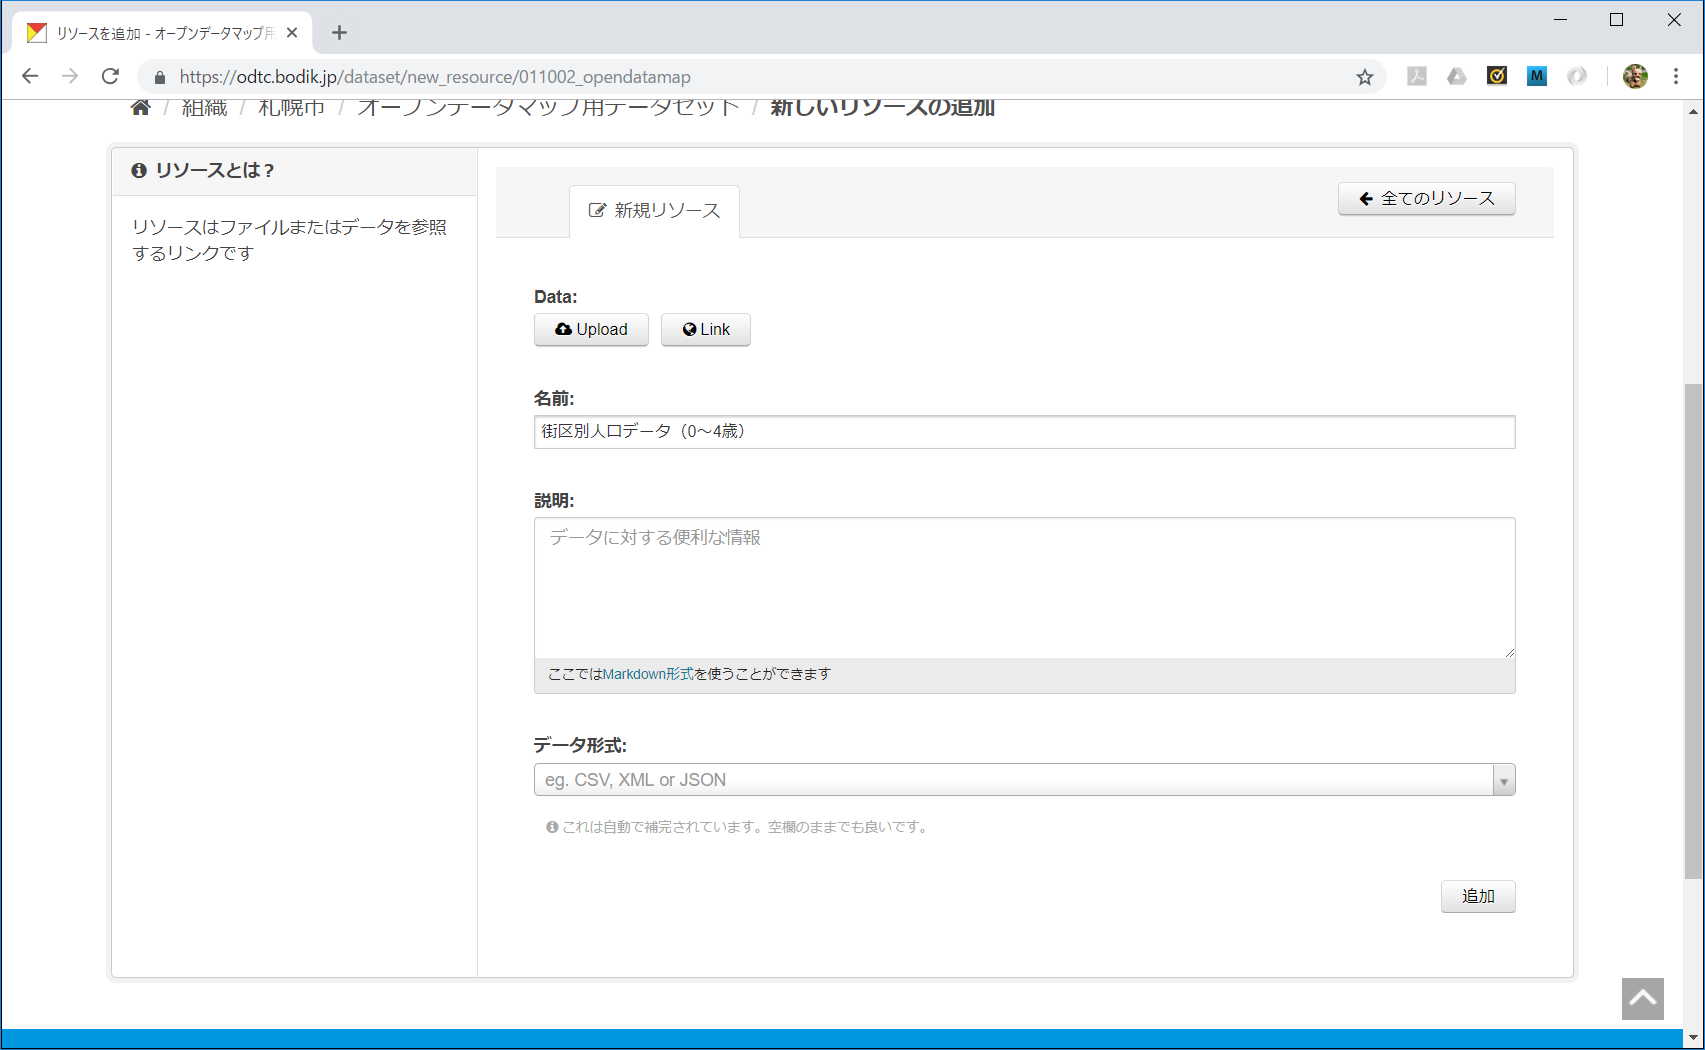 リソースを追加 - オープンデータマップ用
https://odtc.bodik.jp/dataset/new_resource/011002_opendatamap
M
/ 組織 / 札幌市 / オープンデータマップ用データセット / 新しいリソースの追加
リソースとは？
リソースはファイルまたはデータを参照
するリンクです
新規リソース
全てのリソース
Data:
Upload
Link
名前:
街区別人口データ（0～4歳）
説明:
データに対する便利な情報
ここではMarkdown形式を使うことができます
データ形式:
eg. CSV, XML or JSON
これは自動で補完されています。空欄のままでも良いです。
追加